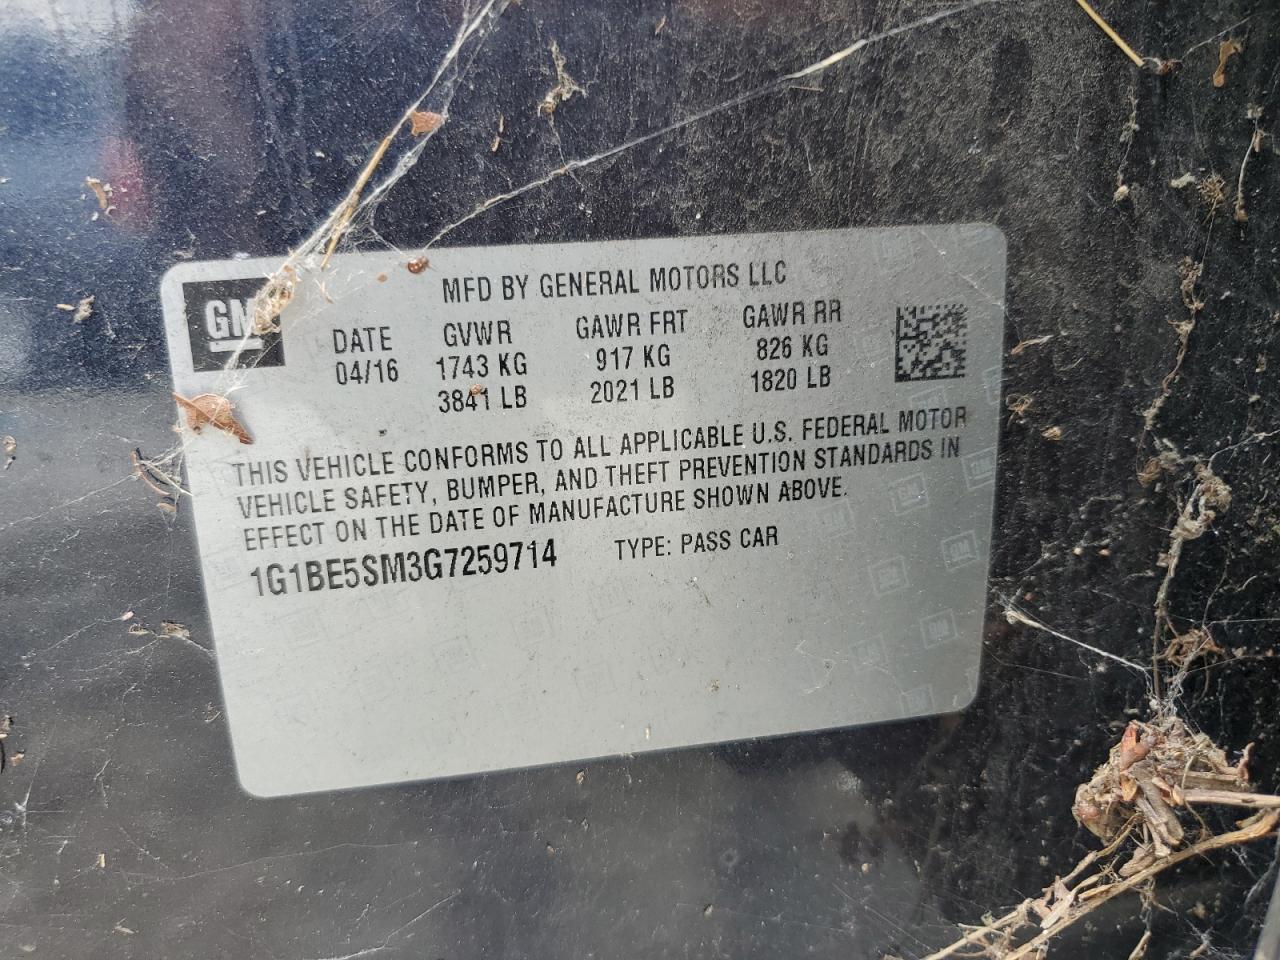 GM
MFD BY GENERAL MOTORS LLC
DATE GVWR GAWR FRT GAWR RR
04/16 1743 KG 917 KG 826 KG
3841 LB 2021 LB 1820 LB
THIS VEHICLE CONFORMS TO ALL APPLICABLE U.S. FEDERAL MOTOR
VEHICLE SAFETY, BUMPER, AND THEFT PREVENTION STANDARDS IN
EFFECT ON THE DATE OF MANUFACTURE SHOWN ABOVE.
1G1BE5SM3G7259714 TYPE: PASS CAR